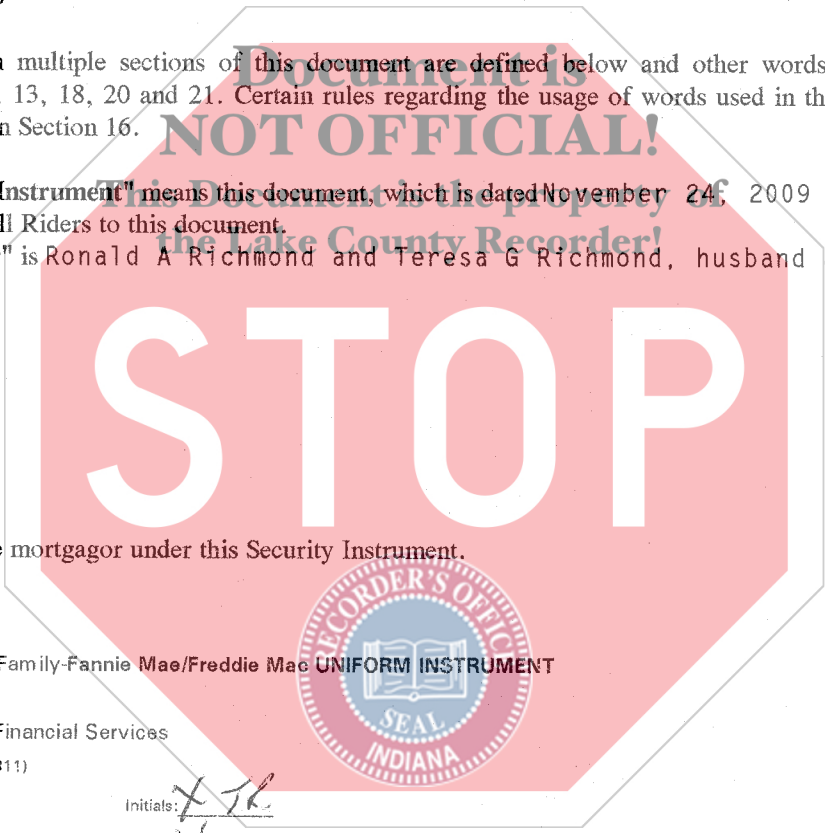 multiple sections of this document are defined below and other words
13, 18, 20 and 21. Certain rules regarding the usage of words used in th
n Section 16.
Document is
NOT OFFICIAL!
This Document is the property of
the Lake County Recorder!
Instrument" means this document, which is dated November 24, 2009
ll Riders to this document.
" is Ronald A Richmond and Teresa G Richmond, husband
STOP
e mortgagor under this Security Instrument.
RECORDER'S OFFICE
SEAL
INDIANA
Family-Fannie Mae/Freddie Mac UNIFORM INSTRUMENT
Financial Services
811)
Initials: X TR